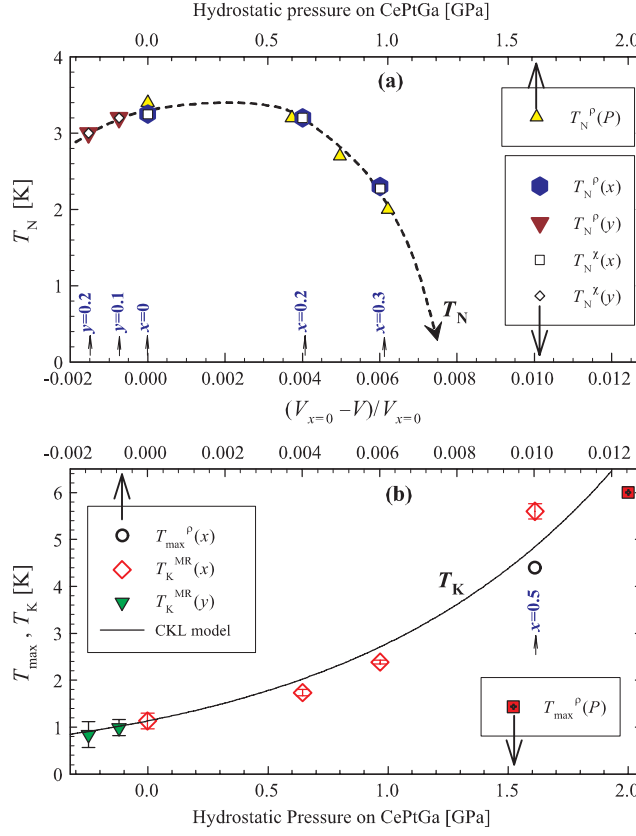 Hydrostatic pressure on CePtGa [GPa]
0.0 0.5 1.0 1.5 2.0
(a)
4
3
2
1
0
T_N [K]
T_N^ρ(P)
T_N^ρ(x)
T_N^ρ(y)
T_N^χ(x)
T_N^χ(y)
y=0.2
y=0.1
x=0
x=0.2
x=0.3
T_N
-0.002 0.000 0.002 0.004 0.006 0.008 0.010 0.012
(V_{x=0} –V)/V_{x=0}
-0.002 0.000 0.002 0.004 0.006 0.008 0.010 0.012
(b)
6
5
4
3
2
1
0
T_max , T_K [K]
T_max^ρ(x)
T_K^MR(x)
T_K^MR(y)
CKL model
T_K
x=0.5
T_max^ρ(P)
0.0 0.5 1.0 1.5 2.0
Hydrostatic Pressure on CePtGa [GPa]